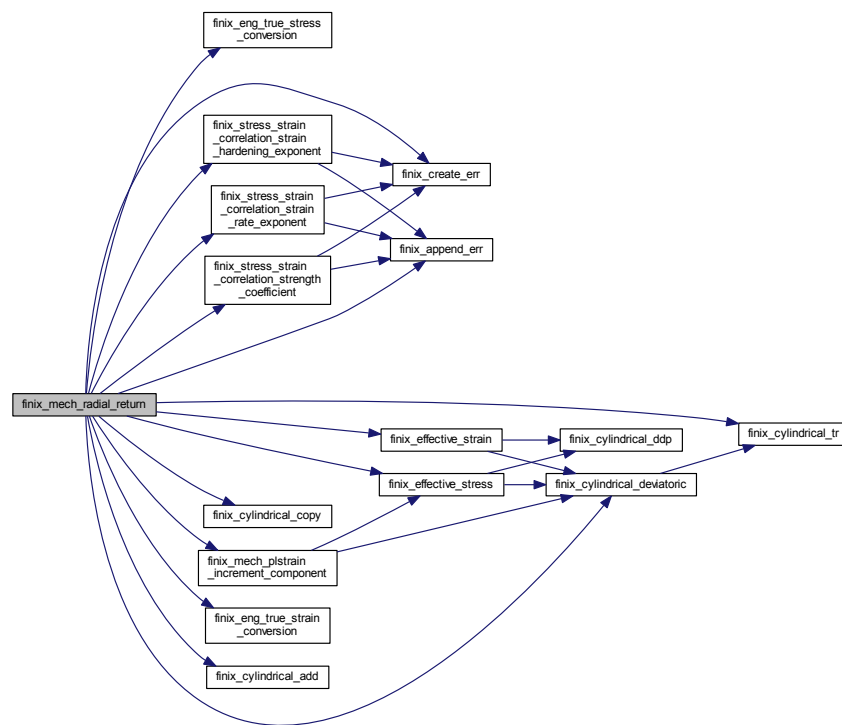 finix_eng_true_stress
_conversion
finix_stress_strain
_correlation_strain
_hardening_exponent
finix_create_err
finix_stress_strain
_correlation_strain
_rate_exponent
finix_append_err
finix_stress_strain
_correlation_strength
_coefficient
finix_mech_radial_return
finix_effective_strain
finix_cylindrical_ddp
finix_cylindrical_tr
finix_effective_stress
finix_cylindrical_deviatoric
finix_cylindrical_copy
finix_mech_plstrain
_increment_component
finix_eng_true_strain
_conversion
finix_cylindrical_add